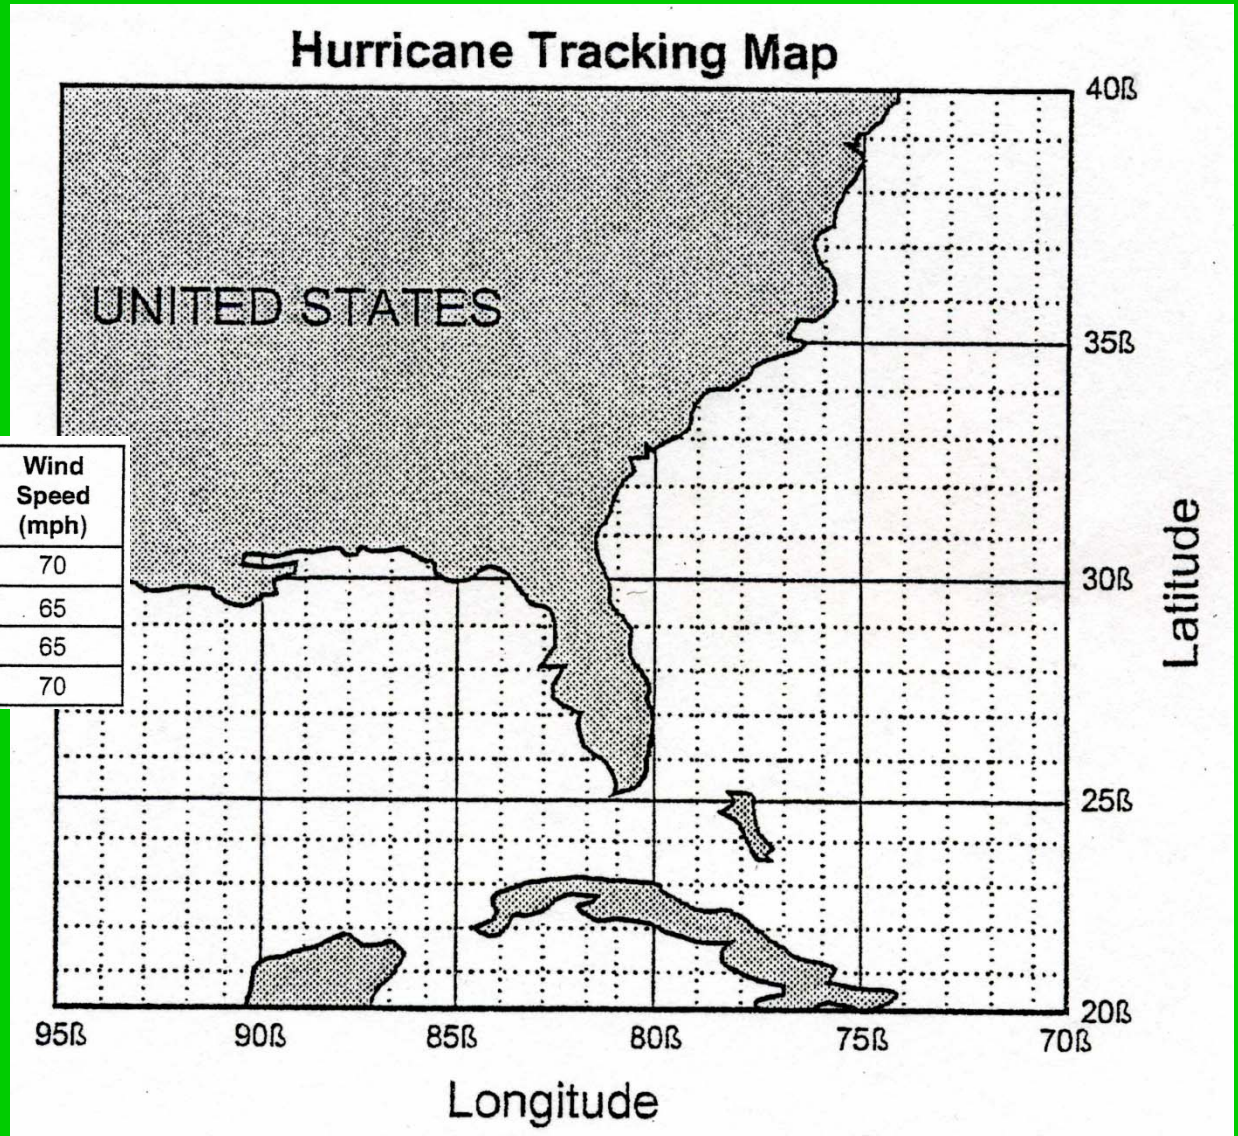 Hurricane Tracking Map
40ß
UNITED STATES
35ß
Wind
Speed
(mph)
70
65
65
70
30ß
Latitude
25ß
20ß
95ß
90ß
85ß
80ß
75ß
70ß
Longitude